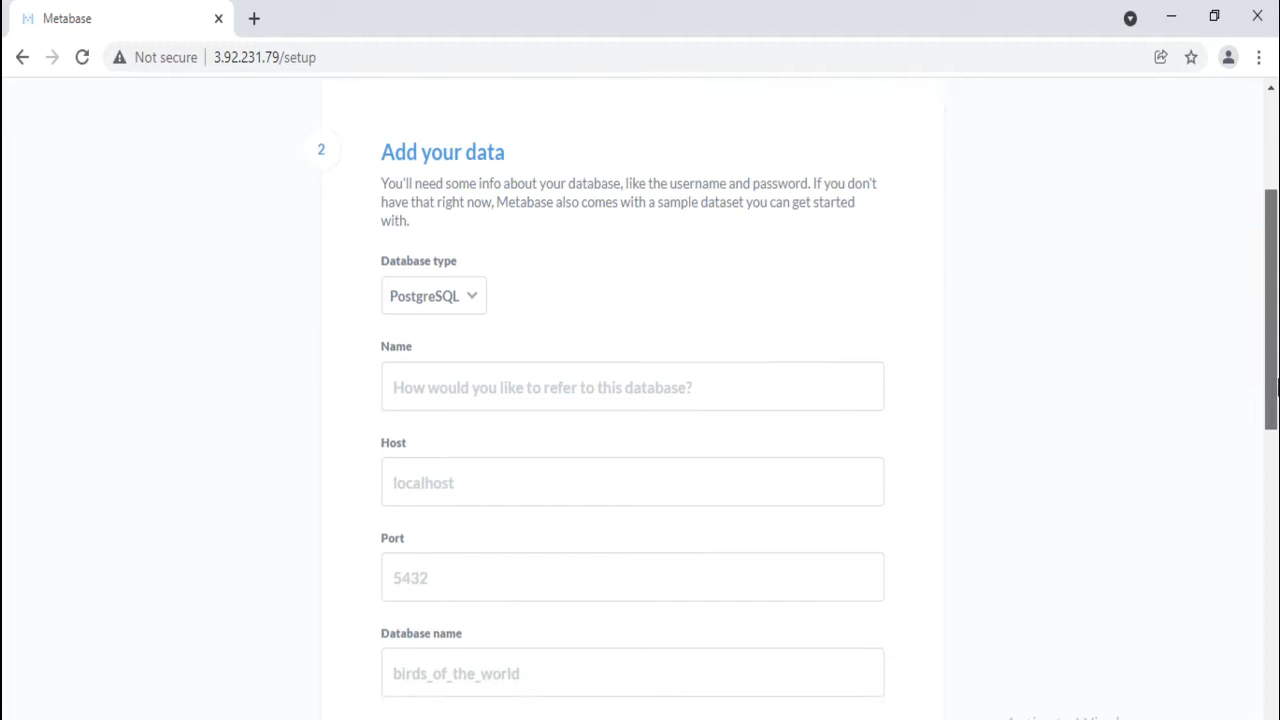 Metabase
Not secure
3.92.231.79/setup
2
Add your data
You'll need some info about your database, like the username and password. If you don't
have that right now, Metabase also comes with a sample dataset you can get started
with.
Database type
PostgreSQL
Name
How would you like to refer to this database?
Host
localhost
Port
5432
Database name
birds_of_the_world